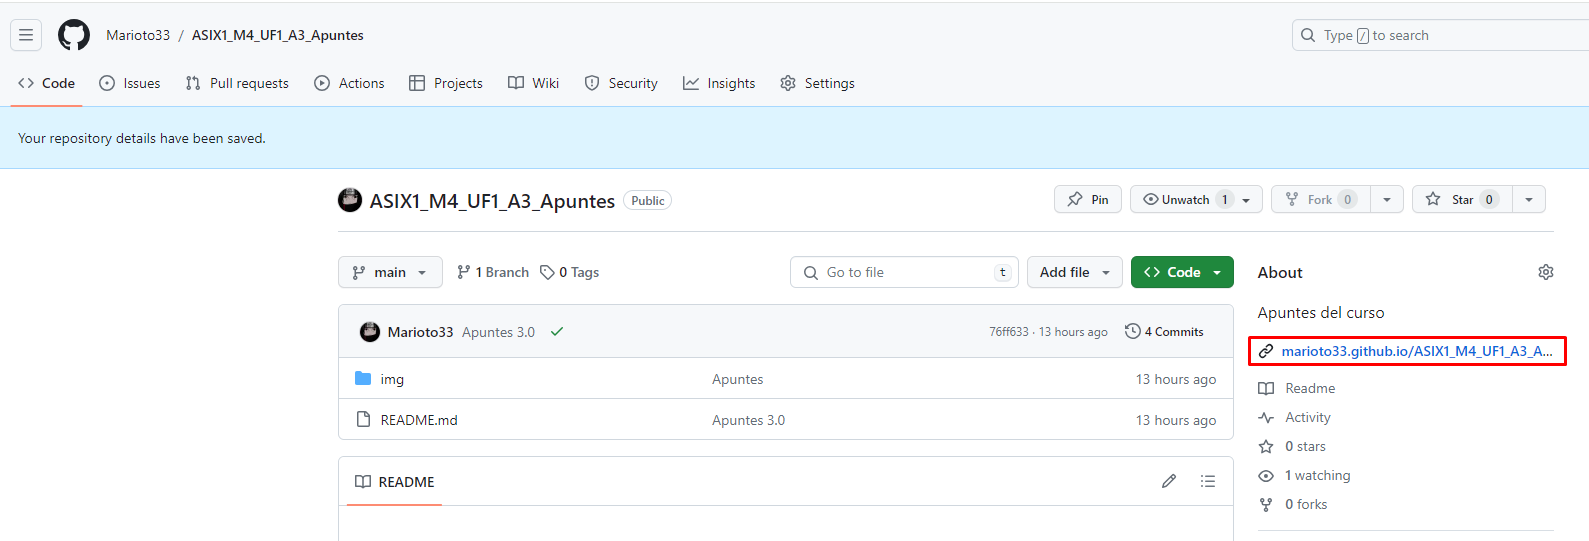 Marioto33 / ASIX1_M4_UF1_A3_Apuntes
Type / to search
Code Issues Pull requests Actions Projects Wiki Security Insights Settings
Your repository details have been saved.
ASIX1_M4_UF1_A3_Apuntes Public
Pin Unwatch 1 Fork 0 Star 0
main 1 Branch 0 Tags
Go to file t Add file Code
About
Apuntes del curso
marioto33.github.io/ASIX1_M4_UF1_A3_A...
Readme
Activity
0 stars
1 watching
0 forks
Marioto33 Apuntes 3.0 76ff633 · 13 hours ago 4 Commits
img Apuntes 13 hours ago
README.md Apuntes 3.0 13 hours ago
README